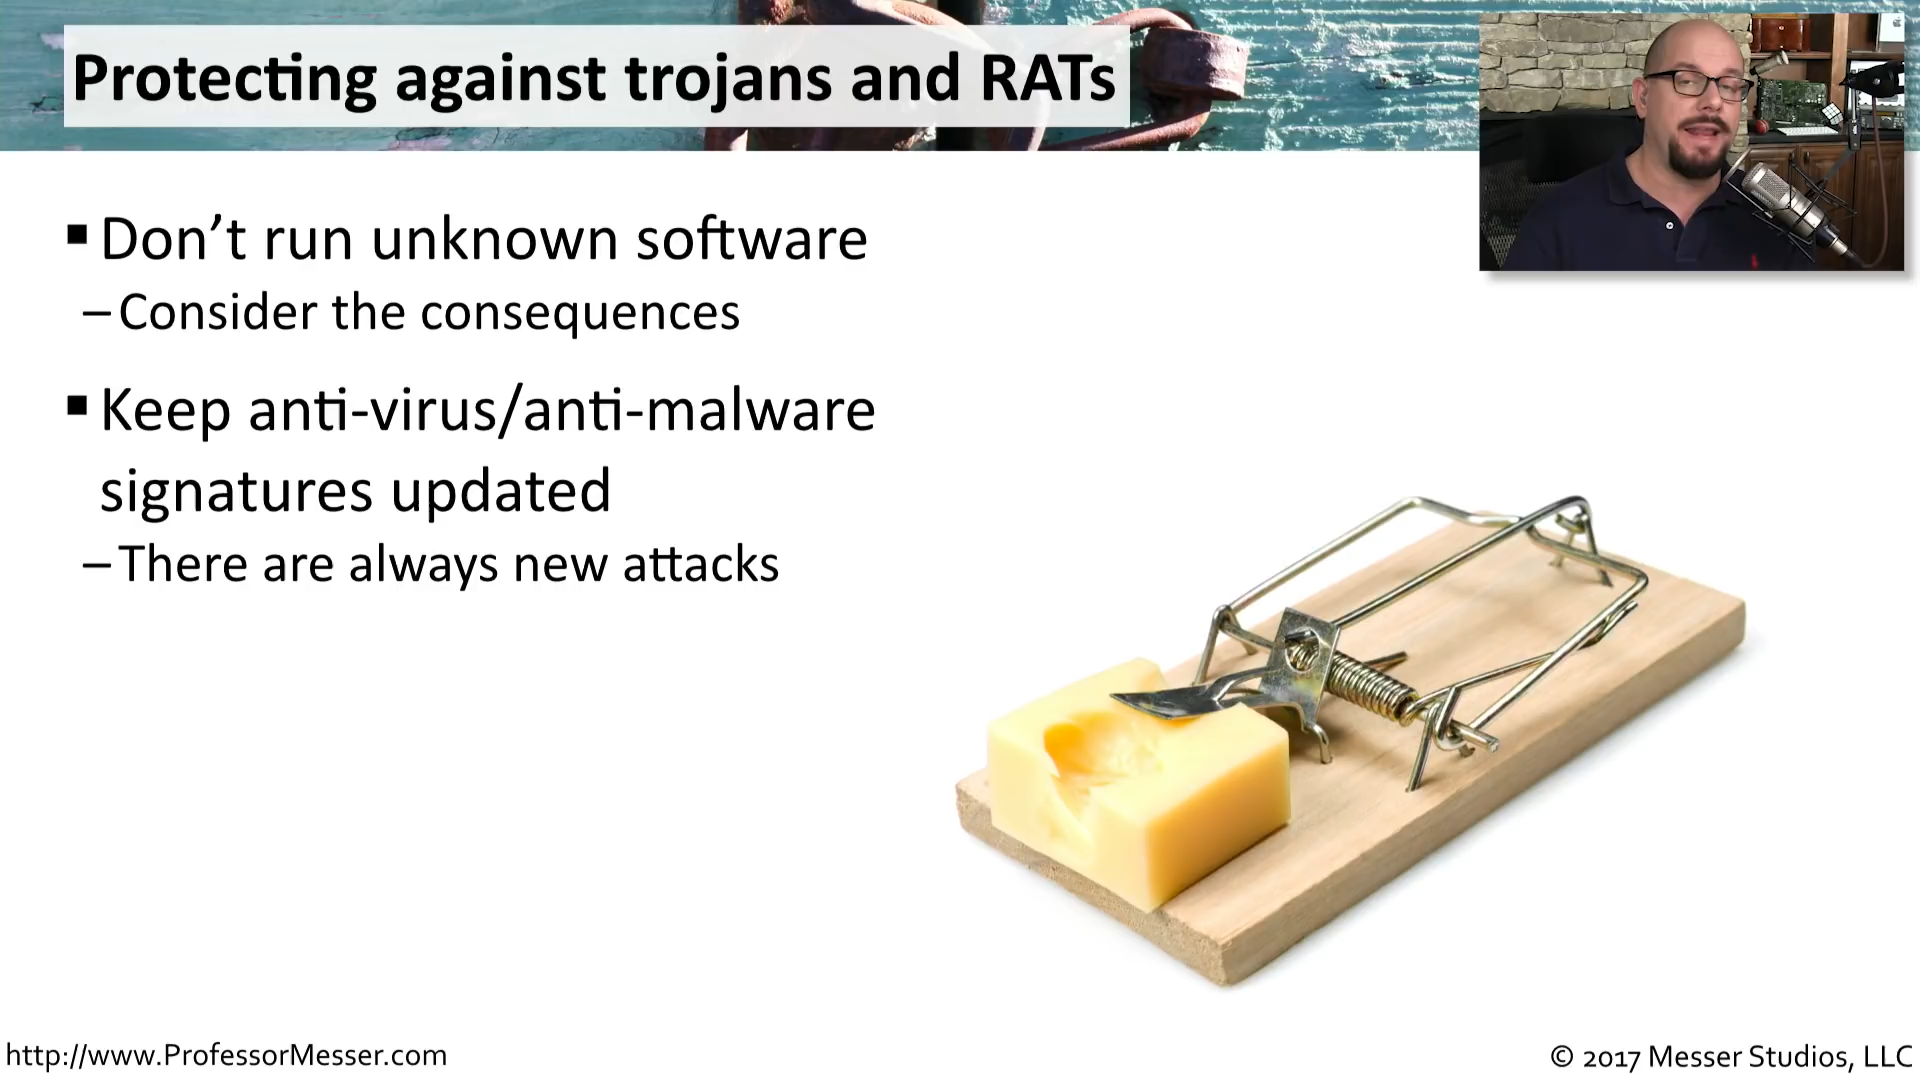 Protecting against trojans and RATs
▪ Don’t run unknown software
– Consider the consequences
▪ Keep anti-virus/anti-malware
signatures updated
– There are always new attacks
http://www.ProfessorMesser.com
© 2017 Messer Studios, LLC